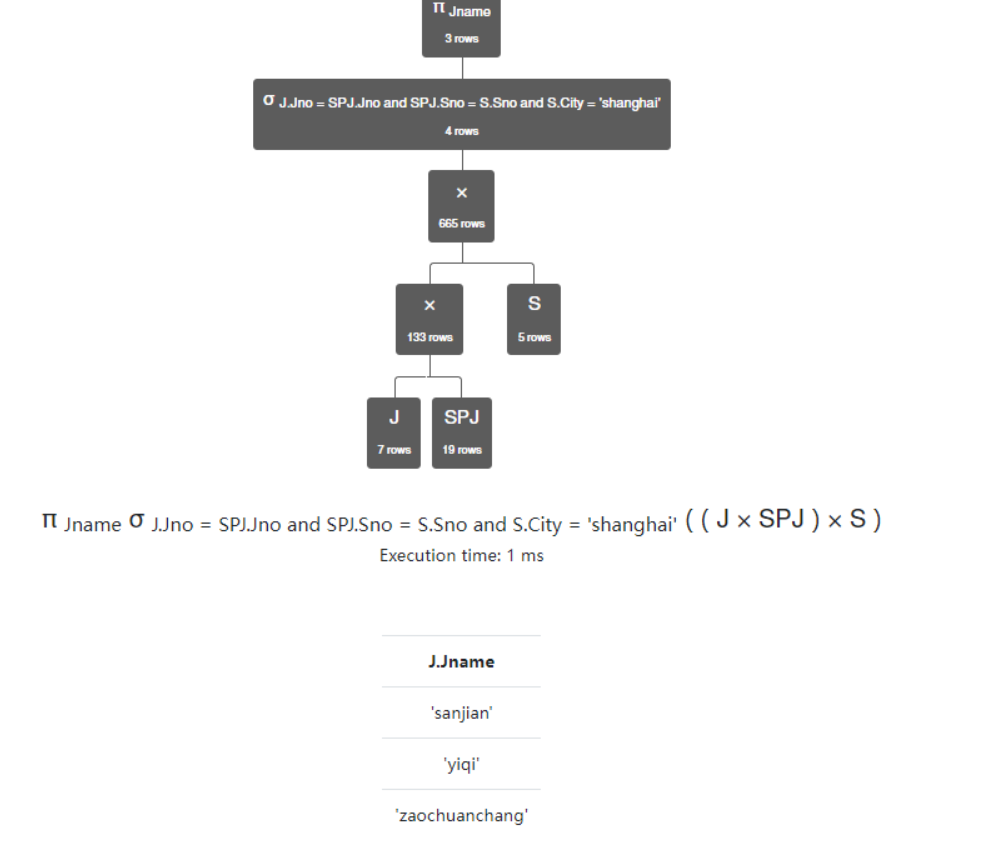 π Jname
3 rows
σ J.Jno = SPJ.Jno and SPJ.Sno = S.Sno and S.City = 'shanghai'
4 rows
×
665 rows
× S
133 rows 5 rows
J SPJ
7 rows 19 rows
π Jname σ J.Jno = SPJ.Jno and SPJ.Sno = S.Sno and S.City = 'shanghai' ( ( J × SPJ ) × S )
Execution time: 1 ms
J.Jname
'sanjian'
'yiqi'
'zaochuanchang'